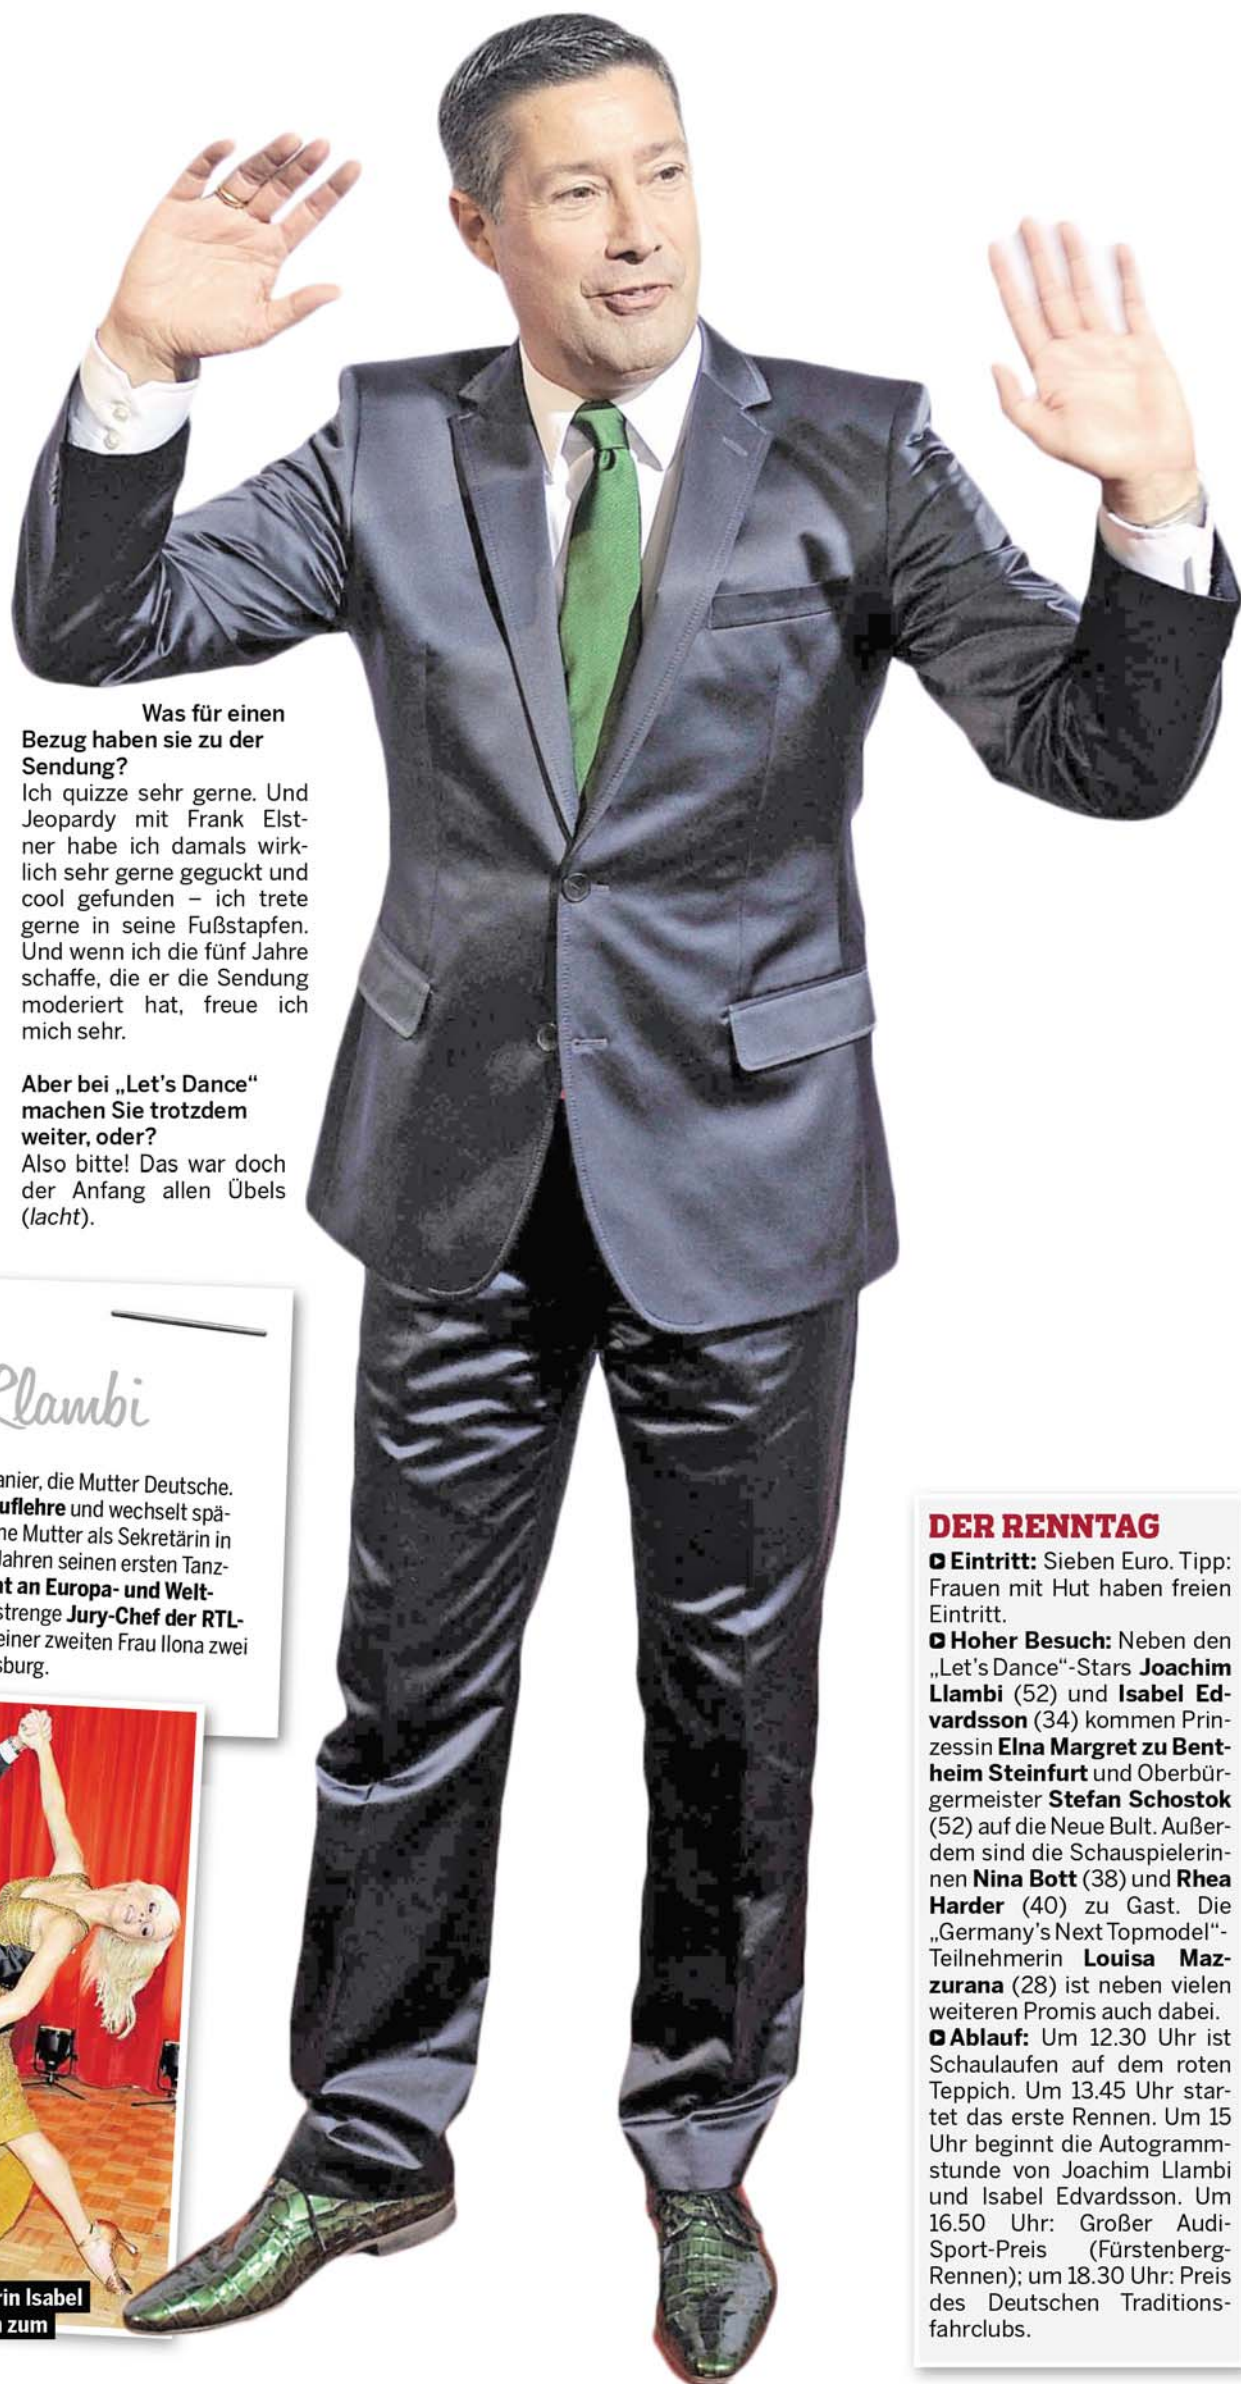 Was für einen
Bezug haben sie zu der
Sendung?
Ich quizze sehr gerne. Und
Jeopardy mit Frank Elst-
ner habe ich damals wirk-
lich sehr gerne geguckt und
cool gefunden – ich trete
gerne in seine Fußstapfen.
Und wenn ich die fünf Jahre
schaffe, die er die Sendung
moderiert hat, freue ich
mich sehr.
Aber bei „Let's Dance“
machen Sie trotzdem
weiter, oder?
Also bitte! Das war doch
der Anfang allen Übels
(lacht).
Llambi
anier, die Mutter Deutsche.
uflehre und wechselt spä-
ne Mutter als Sekretärin in
Jahren seinen ersten Tanz-
nt an Europa- und Welt-
strenge Jury-Chef der RTL-
einer zweiten Frau Ilona zwei
sburg.
rin Isabel
zum
DER RENNTAG
Eintritt: Sieben Euro. Tipp:
Frauen mit Hut haben freien
Eintritt.
Hoher Besuch: Neben den
„Let's Dance“-Stars Joachim
Llambi (52) und Isabel Ed-
vardsson (34) kommen Prin-
zessin Elna Margret zu Bent-
heim Steinfurt und Oberbür-
germeister Stefan Schostok
(52) auf die Neue Bult. Außer-
dem sind die Schauspielerin-
nen Nina Bott (38) und Rhea
Harder (40) zu Gast. Die
„Germany's Next Topmodel“-
Teilnehmerin Louisa Maz-
zurana (28) ist neben vielen
weiteren Promis auch dabei.
Ablauf: Um 12.30 Uhr ist
Schaulaufen auf dem roten
Teppich. Um 13.45 Uhr star-
tet das erste Rennen. Um 15
Uhr beginnt die Autogramm-
stunde von Joachim Llambi
und Isabel Edvardsson. Um
16.50 Uhr: Großer Audi-
Sport-Preis (Fürstenberg-
Rennen); um 18.30 Uhr: Preis
des Deutschen Traditions-
fahrclubs.